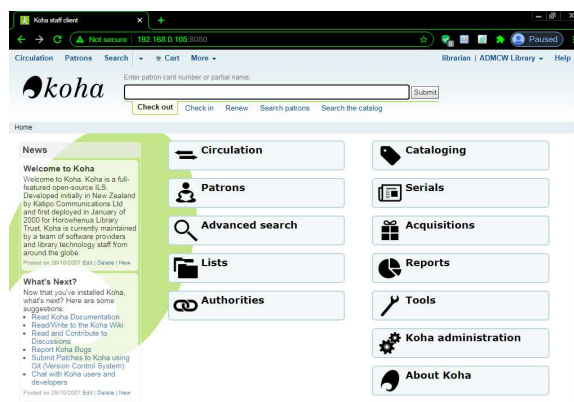 Koha staff client
Not secure | 192.168.0.105:8080
Paused
Circulation Patrons Search Cart More
librarian | ADMCW Library Help
koha
Enter patron card number or partial name:
Submit
Check out Check in Renew Search patrons Search the catalog
Home
News
Welcome to Koha
Welcome to Koha. Koha is a full-
featured open-source ILS.
Developed initially in New Zealand
by Katipo Communications Ltd
and first deployed in January of
2000 for Horowhenua Library
Trust, Koha is currently maintained
by a team of software providers
and library technology staff from
around the globe.
Posted on 29/10/2007 Edit | Delete | New
What's Next?
Now that you've installed Koha,
what's next? Here are some
suggestions:
Read Koha Documentation
Read/Write to the Koha Wiki
Read and Contribute to
Discussions
Report Koha Bugs
Submit Patches to Koha using
Git (Version Control System)
Chat with Koha users and
developers
Posted on 29/10/2007 Edit | Delete | New
Circulation
Patrons
Advanced search
Lists
Authorities
Cataloging
Serials
Acquisitions
Reports
Tools
Koha administration
About Koha